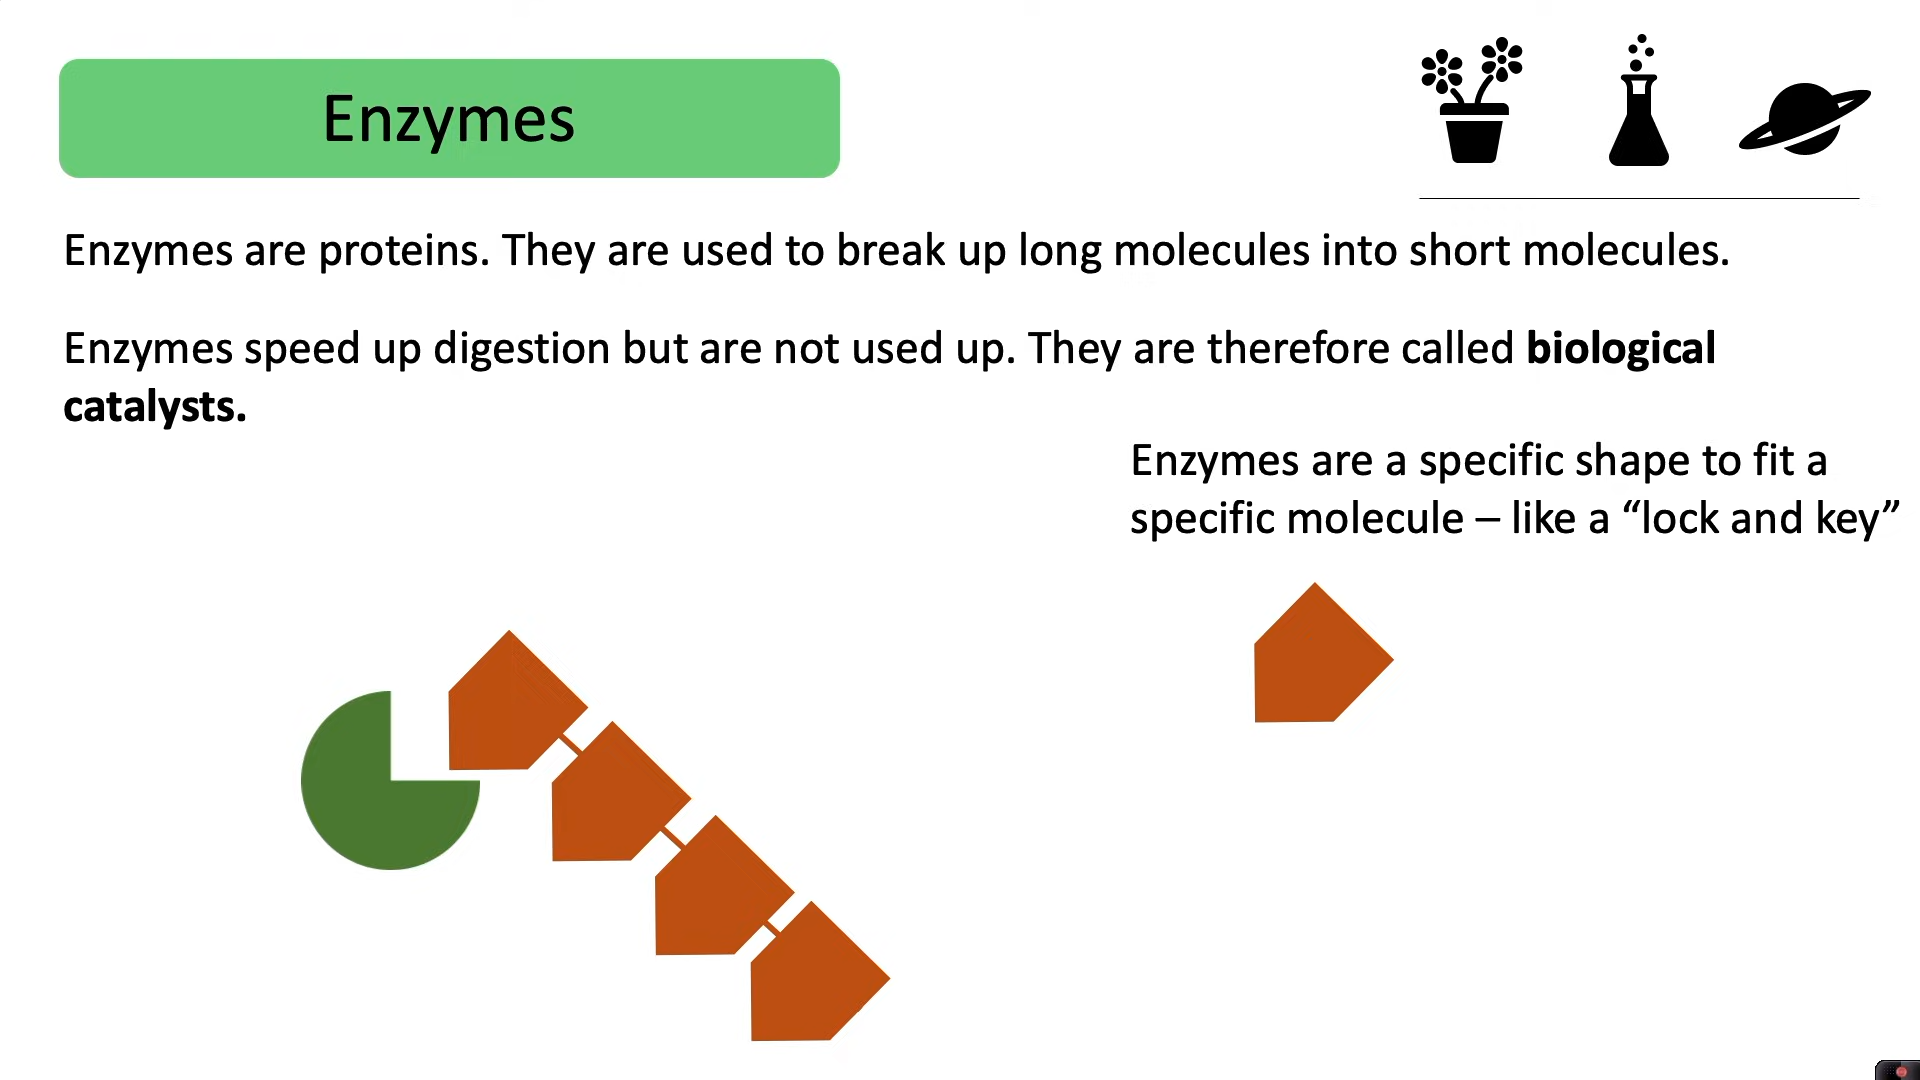 Enzymes
Enzymes are proteins. They are used to break up long molecules into short molecules.
Enzymes speed up digestion but are not used up. They are therefore called biological
catalysts.
Enzymes are a specific shape to fit a
specific molecule – like a “lock and key”